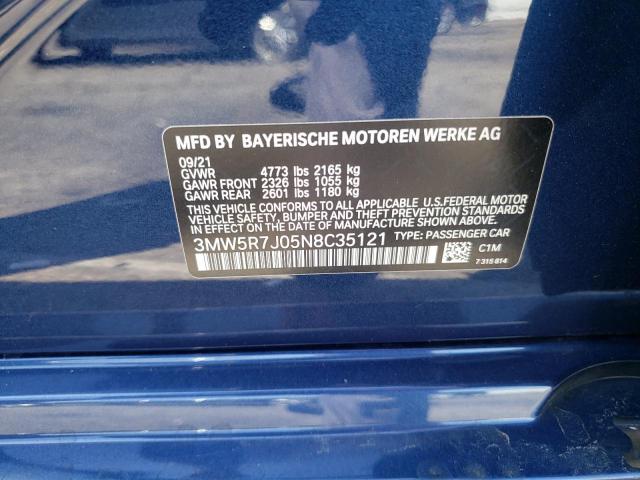 MFD BY BAYERISCHE MOTOREN WERKE AG
09/21
GVWR 4773 lbs 2165 kg
GAWR FRONT 2326 lbs 1055 kg
GAWR REAR 2601 lbs 1180 kg
THIS VEHICLE CONFORMS TO ALL APPLICABLE U.S.FEDERAL MOTOR
VEHICLE SAFETY, BUMPER, AND THEFT PREVENTION STANDARDS
IN EFFECT ON THE DATE OF MANUFACTURE SHOWN ABOVE.
3MW5R7J05N8C35121 TYPE: PASSENGER CAR
C1M
7315814